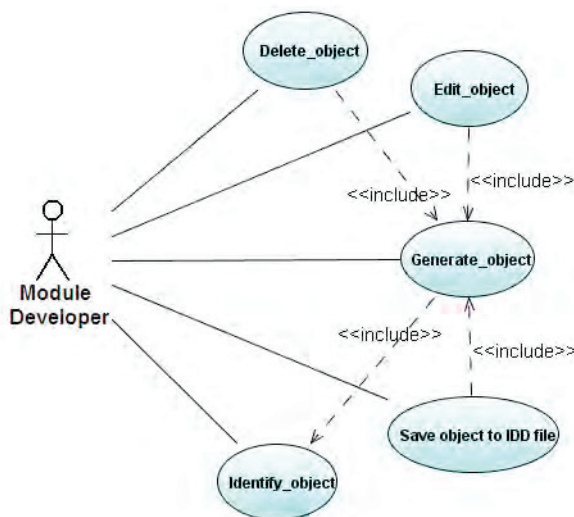 Delete_object
Edit_object
<<include>>
<<include>>
Generate_object
Module
Developer
<<include>>
<<include>>
Save object to IDD file
Identify_object